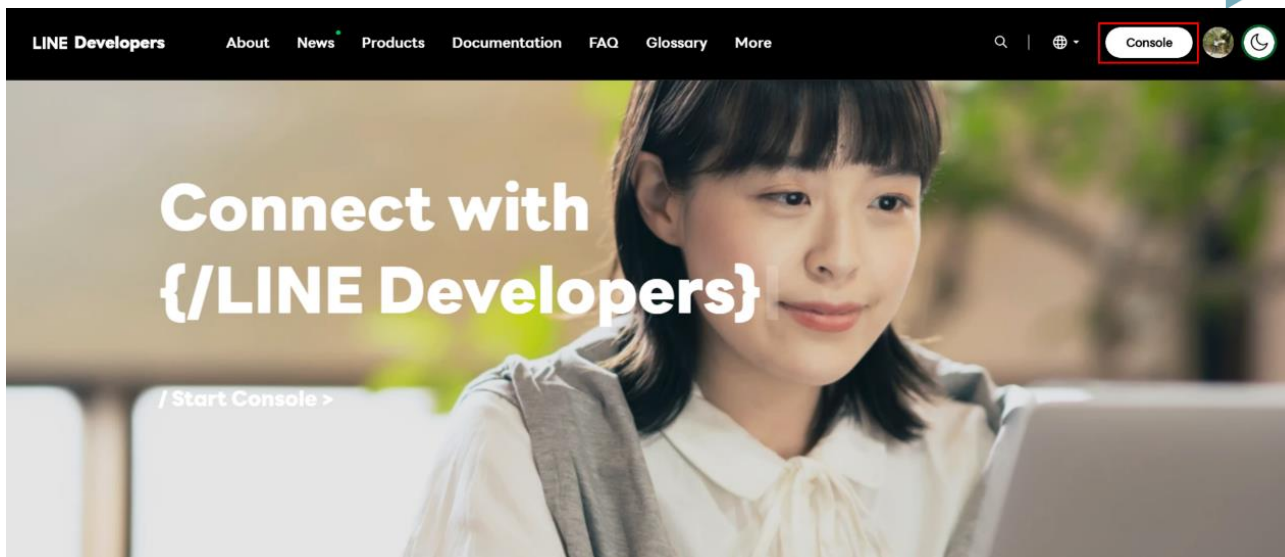 LINE Developers About News Products Documentation FAQ Glossary More Console
Connect with
{/LINE Developers}
/ Start Console >